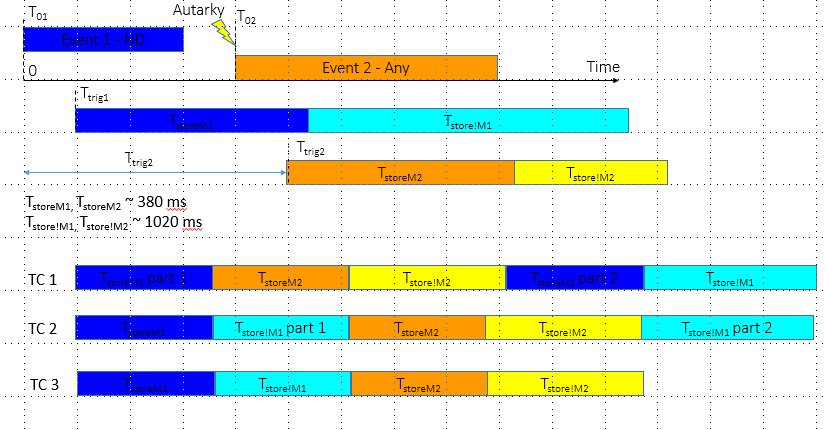 T01
Autarky
T02
Event 1 - ND
0
Event 2 - Any
Time
Ttrig1
TstoreM1
Tstore!M1
Ttrig2
Ttrig2
TstoreM2
Tstore!M2
TstoreM1, TstoreM2 ~ 380 ms
Tstore!M1, Tstore!M2 ~ 1020 ms
TC 1
TstoreM1 part 1
TstoreM2
Tstore!M2
TstoreM1 part 2
Tstore!M1
TC 2
TstoreM1
Tstore!M1 part 1
TstoreM2
Tstore!M2
Tstore!M1 part 2
TC 3
TstoreM1
Tstore!M1
TstoreM2
Tstore!M2